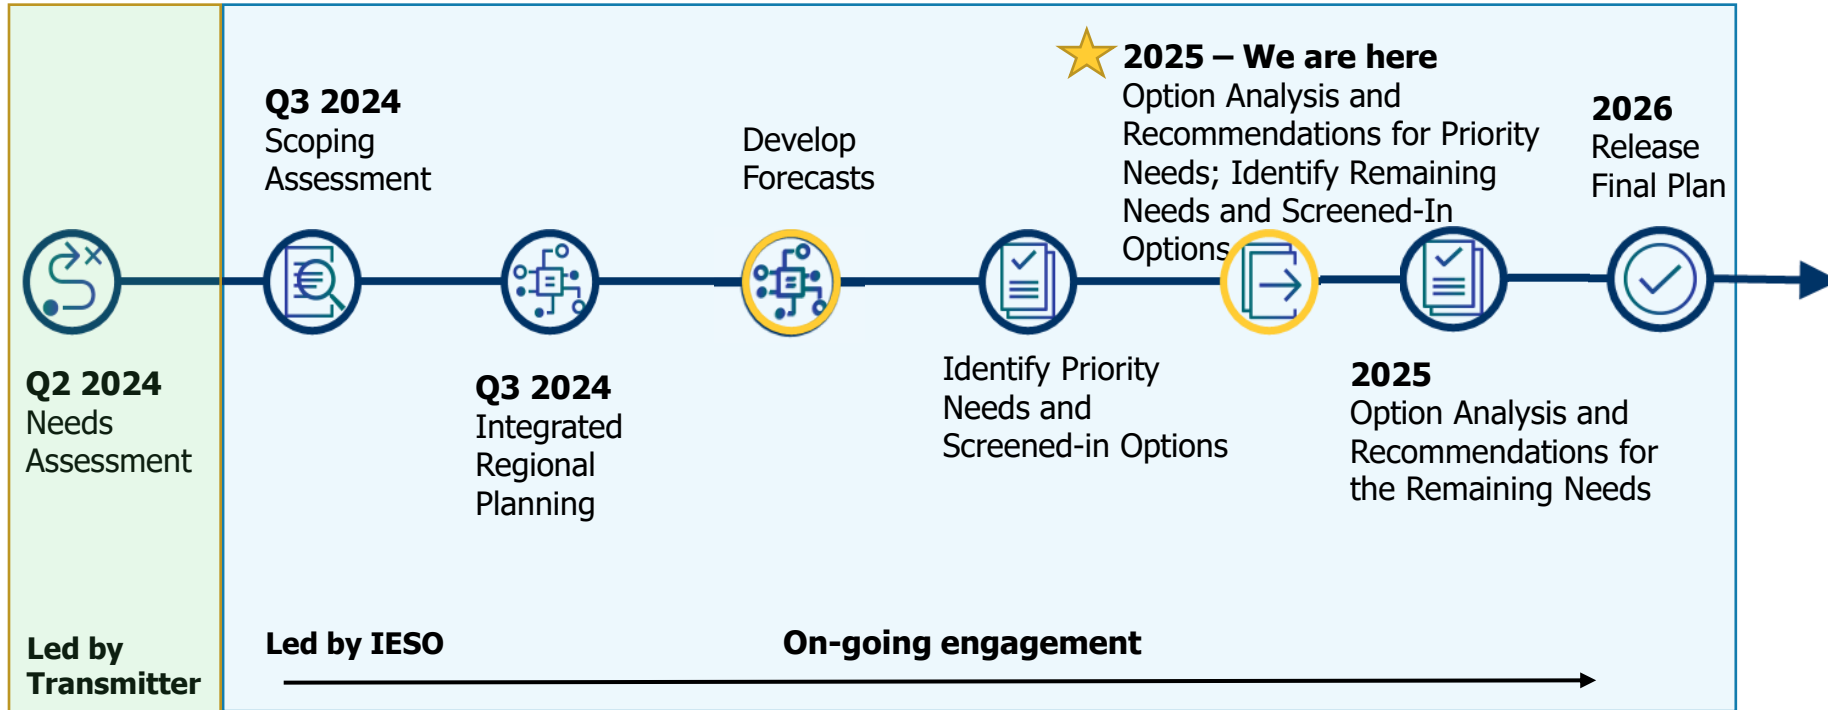 Q2 2024
Needs
Assessment
Q3 2024
Scoping
Assessment
Q3 2024
Integrated
Regional
Planning
Develop
Forecasts
Identify Priority
Needs and
Screened-in Options
2025 – We are here
Option Analysis and
Recommendations for Priority
Needs; Identify Remaining
Needs and Screened-In
Options
2025
Option Analysis and
Recommendations for
the Remaining Needs
2026
Release
Final Plan
Led by
Transmitter
Led by IESO
On-going engagement